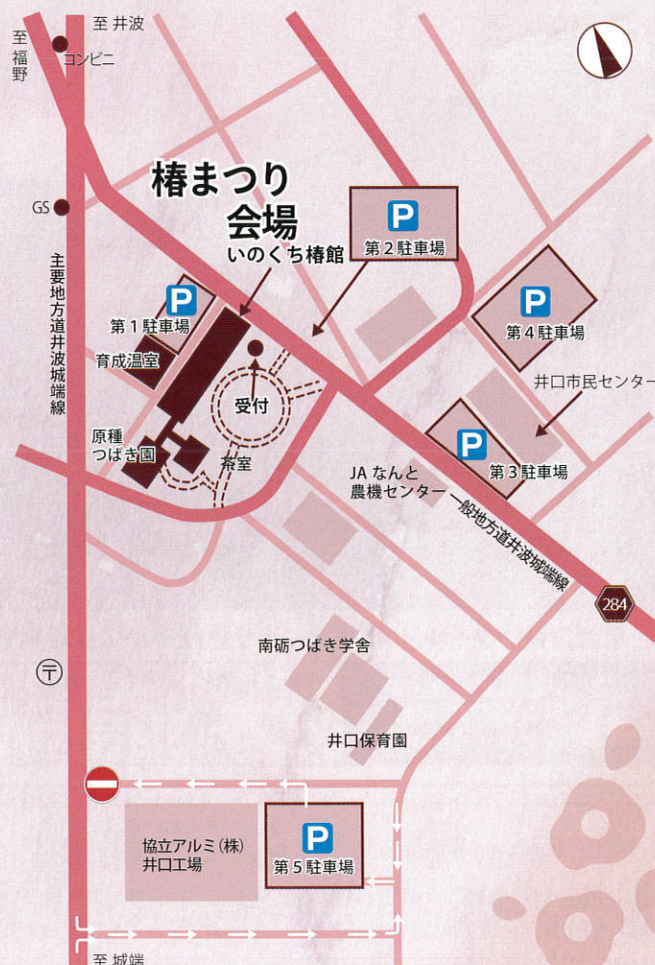 至 井波
至福野
コンビニ
GS
椿まつり
会場
いのくち椿館
P
第2駐車場
P
第1駐車場
P
第4駐車場
育成温室
受付
主要地方道井波城端線
井口市民センター
原種
つばき園
茶室
P
第3駐車場
JA なんと
農機センター
一般地方道井波城端線
284
南砺つばき学舎
〒
井口保育園
協立アルミ(株)
井口工場
P
第5駐車場
至 城端